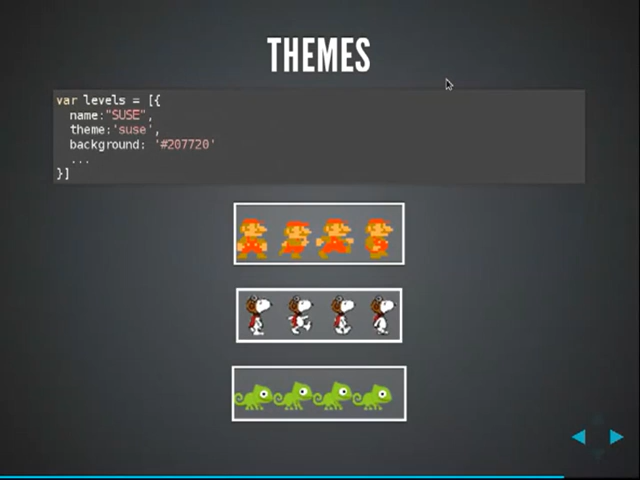 THEMES
var levels = [{
name:"SUSE",
theme:'suse',
background: '#207720'
...
}]